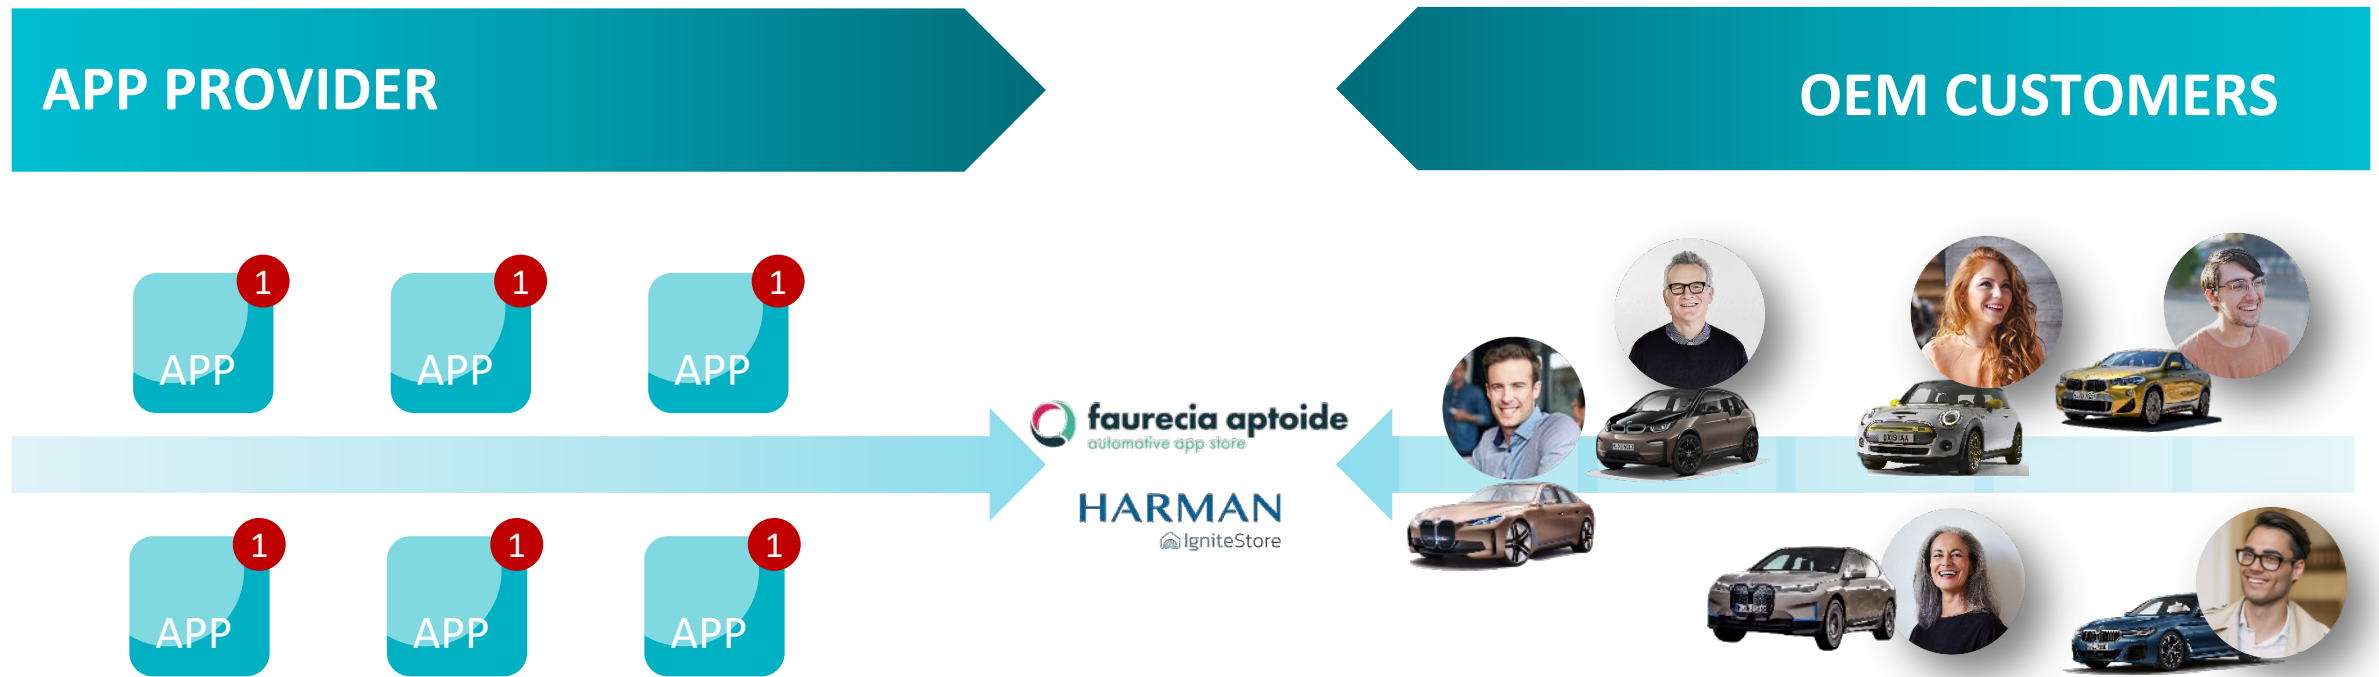 APP PROVIDER
OEM CUSTOMERS
1
1
1
APP
APP
APP
faurecia aptoide
automotive app store
HARMAN
IgniteStore
1
1
1
APP
APP
APP